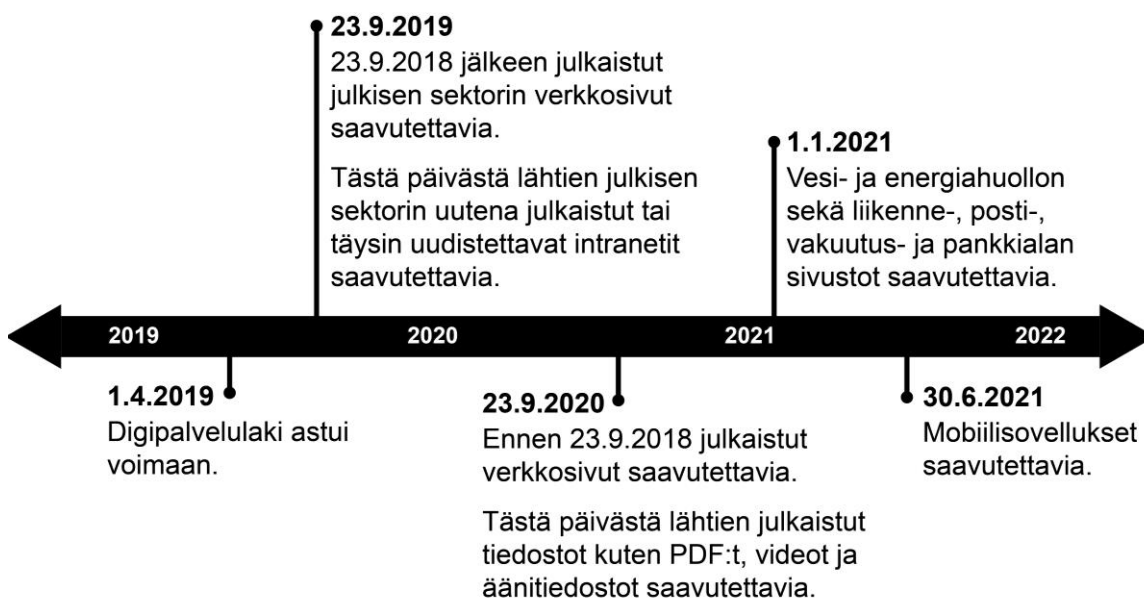 23.9.2019
23.9.2018 jälkeen julkaistut
julkisen sektorin verkkosivut
saavutettavia.
Tästä päivästä lähtien julkisen
sektorin uutena julkaistut tai
täysin uudistettavat intranetit
saavutettavia.
1.1.2021
Vesi- ja energiahuollon
sekä liikenne-, posti-,
vakuutus- ja pankkialan
sivustot saavutettavia.
2019
2020
2021
2022
1.4.2019
Digipalvelulaki astui
voimaan.
23.9.2020
Ennen 23.9.2018 julkaistut
verkkosivut saavutettavia.
Tästä päivästä lähtien julkaistut
tiedostot kuten PDF:t, videot ja
äänitiedostot saavutettavia.
30.6.2021
Mobiilisovellukset
saavutettavia.